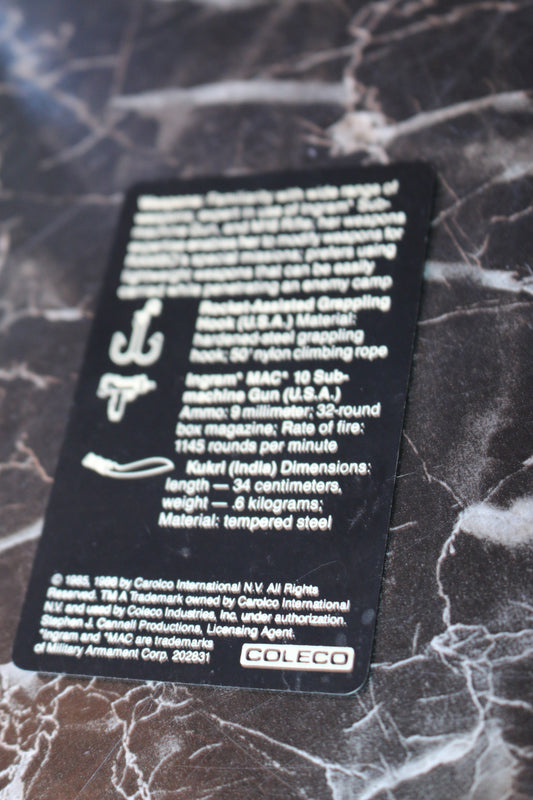 Weapons: Familiarity with wide range of
weapons, expert in use of Ingram* Sub-
machine Gun, and M16 rifle. Her weapons
expertise enables her to modify weapons for
special missions, prefers using
lightweight weapons that can be easily
while penetrating an enemy camp
Rocket-Assisted Grappling
Hook (U.S.A.) Material:
hardened steel grappling
hook; 50' nylon climbing rope
Ingram* MAC* 10 Sub-
machine Gun (U.S.A.)
Ammo: 9 millimeter; 32-round
box magazine; Rate of fire:
1145 rounds per minute
Kukri (India) Dimensions:
length — 34 centimeters,
weight — .6 kilograms;
Material: tempered steel
© 1985, 1986 by Carolco International N.V. All Rights
Reserved. TM A Trademark owned by Carolco International
N.V. and used by Coleco Industries, Inc. under authorization.
Stephen J. Cannell Productions, Licensing Agent.
*Ingram and *MAC are trademarks
of Military Armament Corp. 202831
COLECO